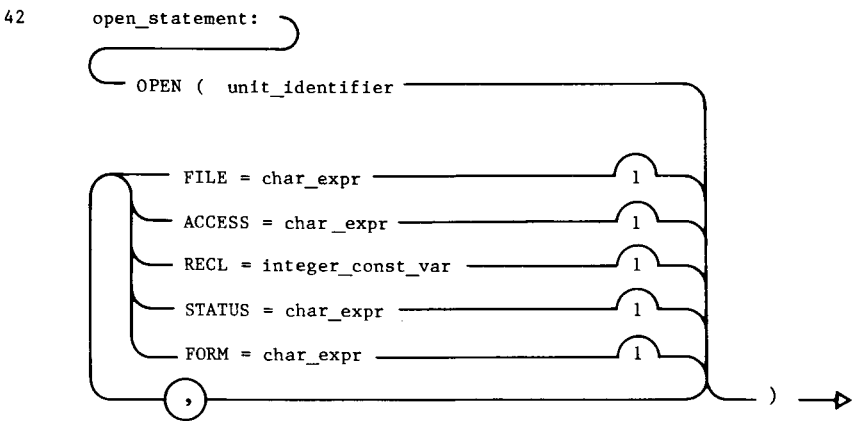 42 open_statement:
OPEN ( unit_identifier
FILE = char_expr 1
ACCESS = char_expr 1
RECL = integer_const_var 1
STATUS = char_expr 1
FORM = char_expr 1
, )